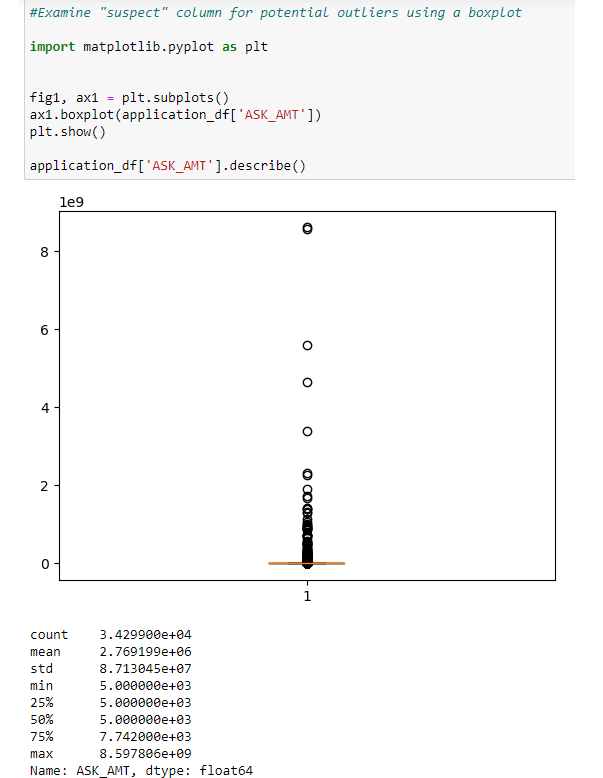 #Examine "suspect" column for potential outliers using a boxplot
import matplotlib.pyplot as plt
fig1, ax1 = plt.subplots()
ax1.boxplot(application_df['ASK_AMT'])
plt.show()
application_df['ASK_AMT'].describe()
1e9
8
6
4
2
0
1
count 3.429900e+04
mean 2.769199e+06
std 8.713045e+07
min 5.000000e+03
25% 5.000000e+03
50% 5.000000e+03
75% 7.742000e+03
max 8.597806e+09
Name: ASK_AMT, dtype: float64